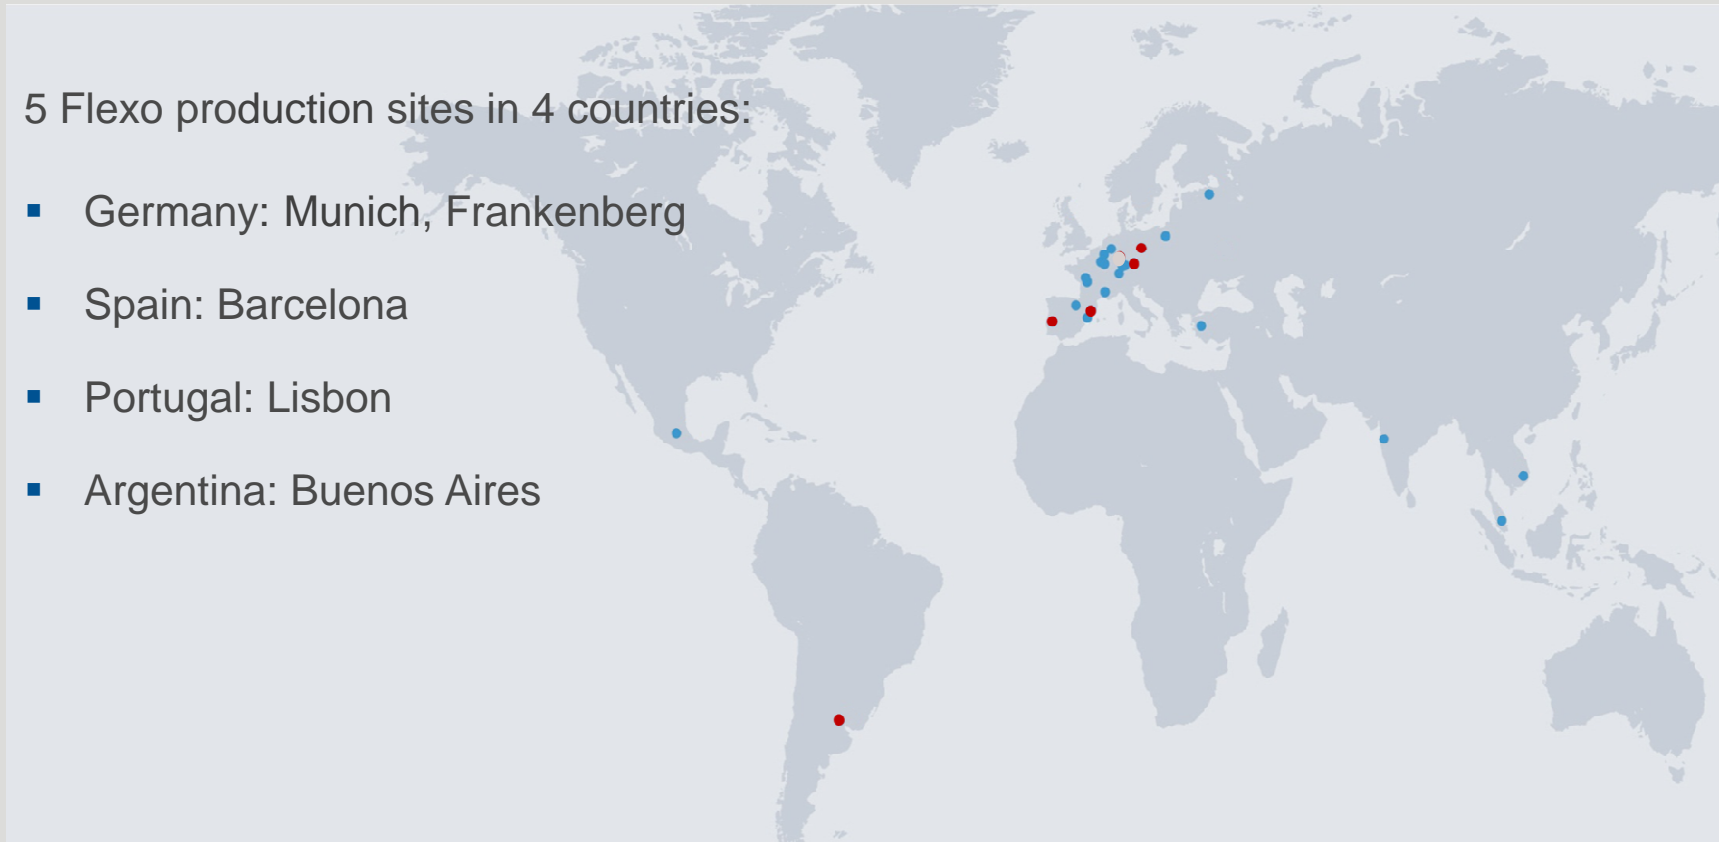 5 Flexo production sites in 4 countries:
▪ Germany: Munich, Frankenberg
▪ Spain: Barcelona
▪ Portugal: Lisbon
▪ Argentina: Buenos Aires